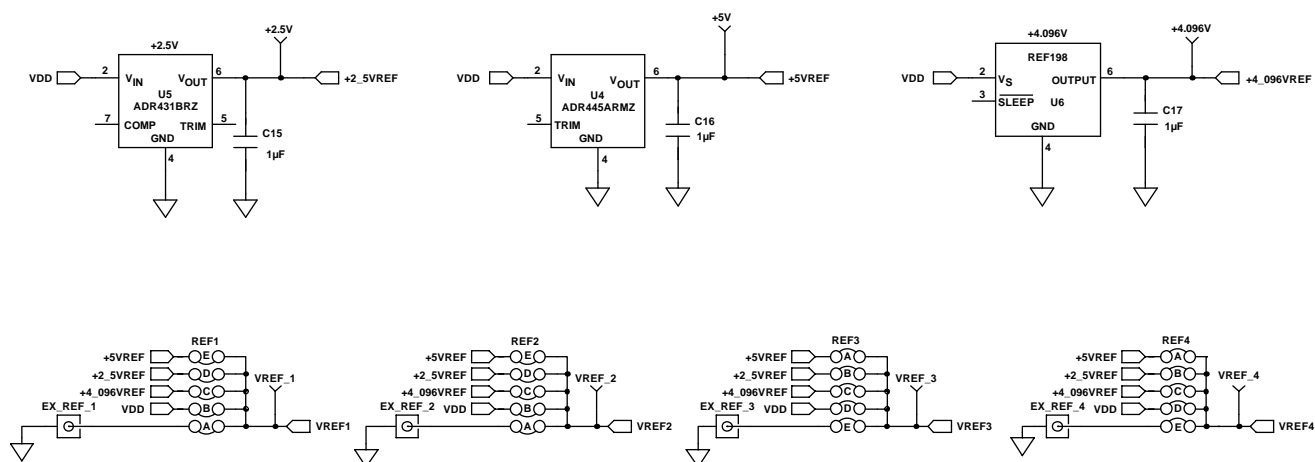 +2.5V
+2.5V
VDD
2
VIN
VOUT
6
+2_5VREF
U5
ADR431BRZ
7
COMP
TRIM
5
GND
4
C15
1µF
+5V
VDD
2
VIN
VOUT
6
+5VREF
U4
ADR445ARMZ
5
TRIM
GND
4
C16
1µF
+4.096V
+4.096V
REF198
VDD
2
VS
OUTPUT
6
+4_096VREF
3
SLEEP
U6
GND
4
C17
1µF
REF1
+5VREF
E
+2_5VREF
D
+4_096VREF
C
VREF_1
VDD
B
EX_REF_1
A
VREF1
REF2
+5VREF
E
+2_5VREF
D
+4_096VREF
C
VREF_2
VDD
B
EX_REF_2
A
VREF2
REF3
+5VREF
A
+2_5VREF
B
+4_096VREF
C
VREF_3
VDD
D
EX_REF_3
E
VREF3
REF4
+5VREF
A
+2_5VREF
B
+4_096VREF
C
VREF_4
VDD
D
EX_REF_4
E
VREF4